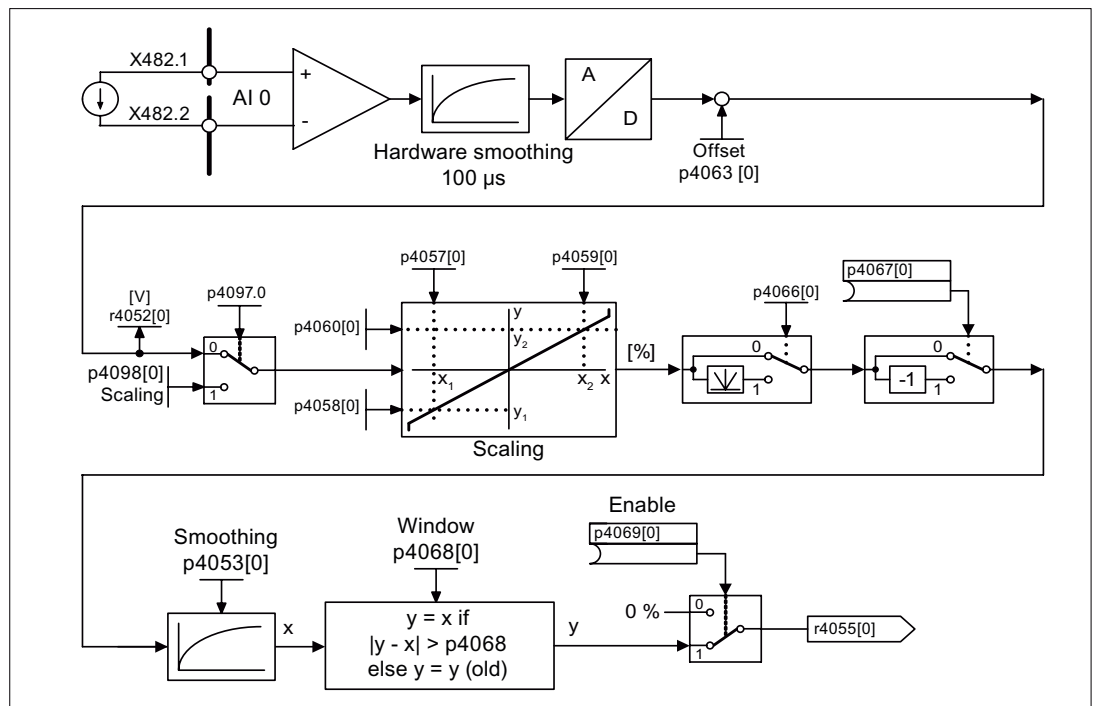 X482.1
AI 0
X482.2
+
-
A
D
Hardware smoothing
100 µs
Offset
p4063 [0]
[V]
r4052[0]
p4097.0
0
1
p4098[0]
Scaling
p4057[0]
p4059[0]
p4060[0]
p4058[0]
y
y2
x1
x2
x
y1
Scaling
[%]
p4066[0]
0
1
p4067[0]
0
-1
1
Smoothing
p4053[0]
x
Window
p4068[0]
y = x if
|y - x| > p4068
else y = y (old)
y
Enable
p4069[0]
0 %
0
1
r4055[0]